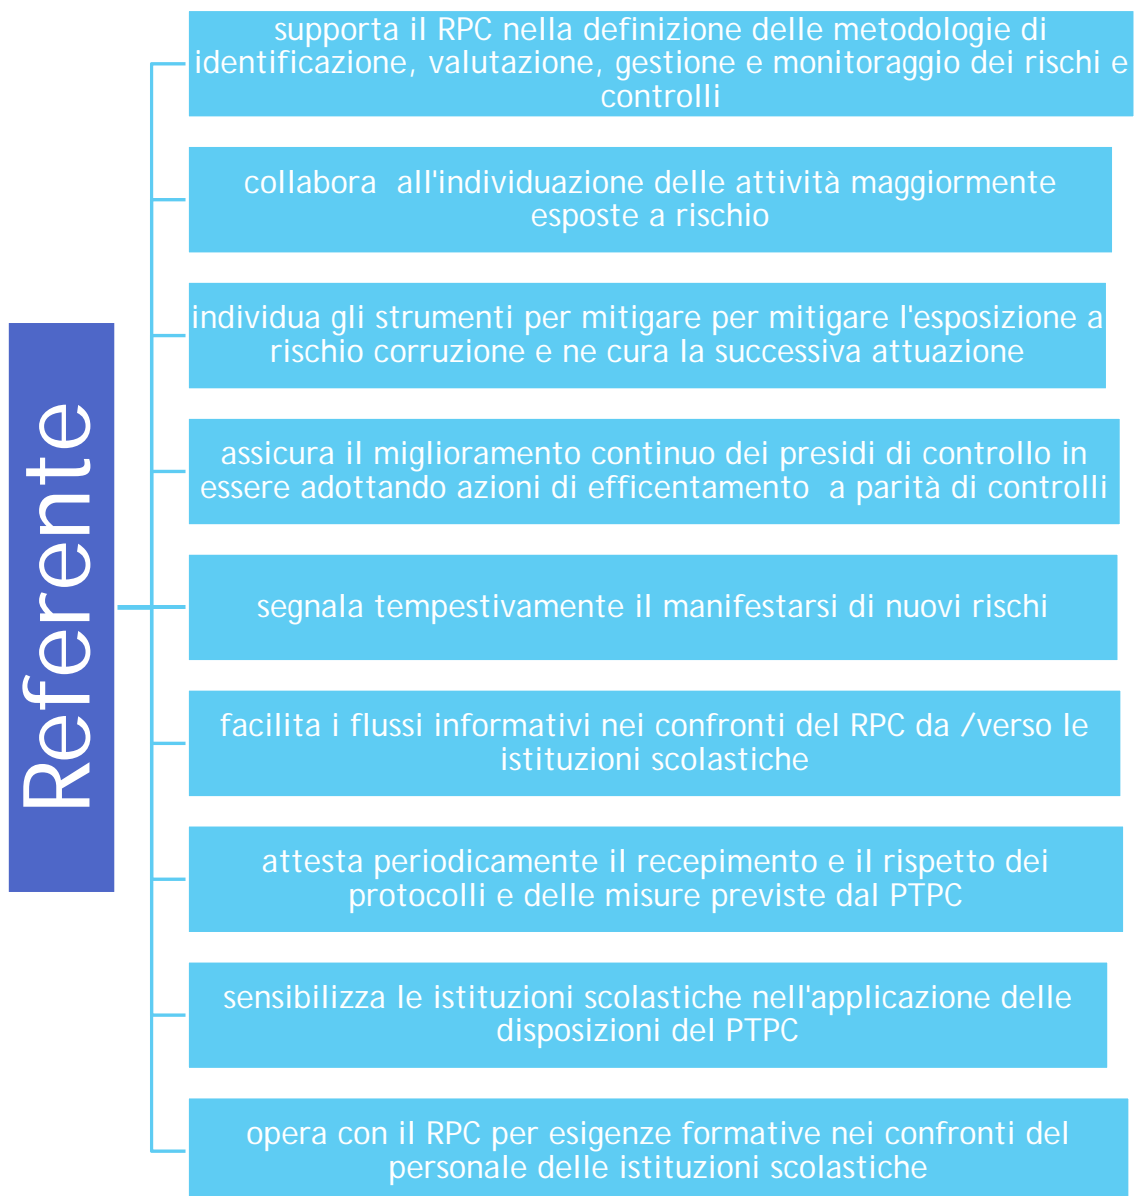 Referente
supporta il RPC nella definizione delle metodologie di
identificazione, valutazione, gestione e monitoraggio dei rischi e
controlli
collabora  all'individuazione delle attività maggiormente
esposte a rischio
individua gli strumenti per mitigare per mitigare l'esposizione a
rischio corruzione e ne cura la successiva attuazione
assicura il miglioramento continuo dei presidi di controllo in
essere adottando azioni di efficentamento  a parità di controlli
segnala tempestivamente il manifestarsi di nuovi rischi
facilita i flussi informativi nei confronti del RPC da /verso le
istituzioni scolastiche
attesta periodicamente il recepimento e il rispetto dei
protocolli e delle misure previste dal PTPC
sensibilizza le istituzioni scolastiche nell'applicazione delle
disposizioni del PTPC
opera con il RPC per esigenze formative nei confronti del
personale delle istituzioni scolastiche